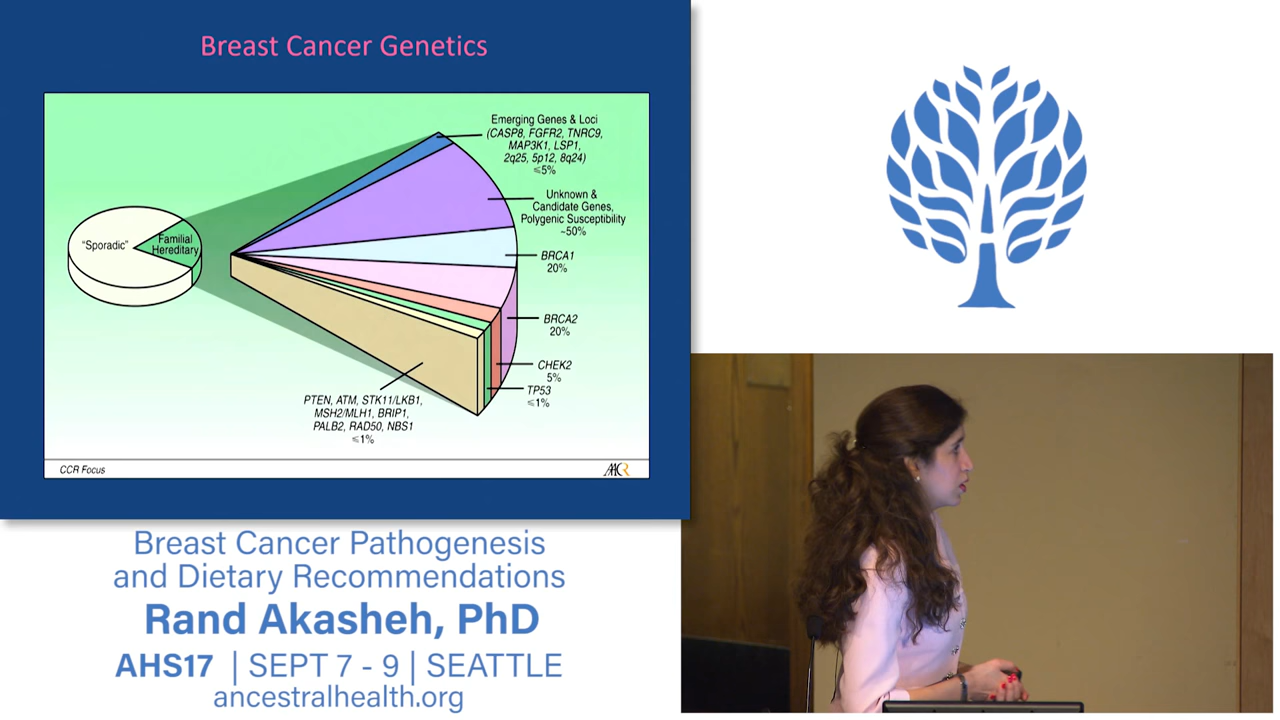 Breast Cancer Genetics
Emerging Genes & Loci
(CASP8, FGFR2, TNRC9,
MAP3K1, LSP1,
2q25, 5p12, 8q24)
⩽5%
Unknown &
Candidate Genes,
Polygenic Susceptibility
~50%
"Sporadic"
Familial
Hereditary
BRCA1
20%
BRCA2
20%
CHEK2
5%
TP53
⩽1%
PTEN, ATM, STK11/LKB1,
MSH2/MLH1, BRIP1,
PALB2, RAD50, NBS1
⩽1%
CCR Focus
AACR
Breast Cancer Pathogenesis
and Dietary Recommendations
Rand Akasheh, PhD
AHS17 | SEPT 7 - 9 | SEATTLE
ancestralhealth.org